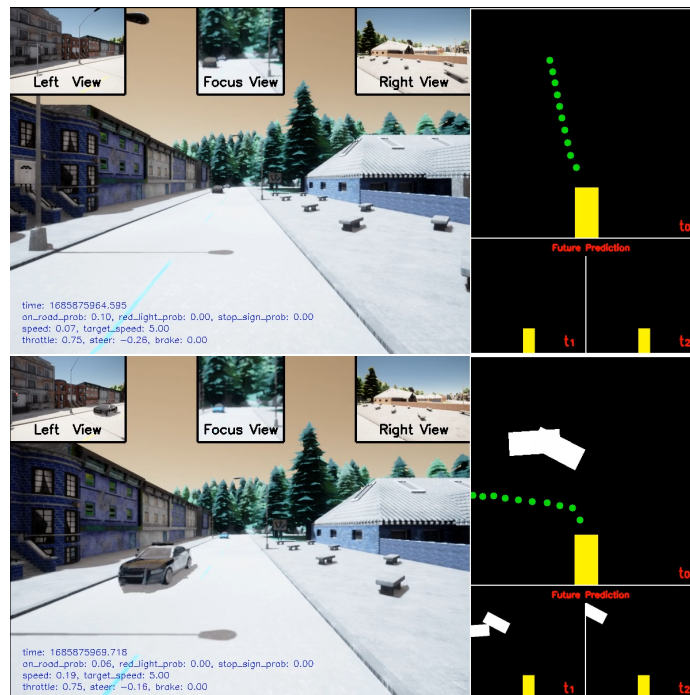 Left View
Focus View
Right View
to
Future Prediction
time: 1685875964.595
on_road_prob: 0.10, red_light_prob: 0.00, stop_sign_prob: 0.00
speed: 0.07, target_speed: 5.00
throttle: 0.75, steer: -0.26, brake: 0.00
t1
t2
Left View
Focus View
Right View
to
Future Prediction
time: 1685875969.718
on_road_prob: 0.06, red_light_prob: 0.00, stop_sign_prob: 0.00
speed: 0.19, target_speed: 5.00
throttle: 0.75, steer: -0.16, brake: 0.00
t1
t2